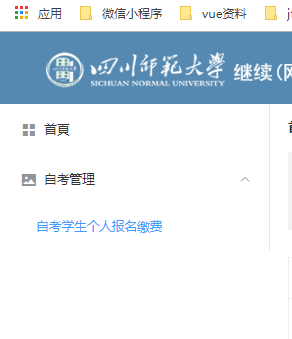 应用 微信小程序 vue资料
四川师范大学 继续(网
SICHUAN NORMAL UNIVERSITY
首頁
自考管理
自考学生个人报名缴费